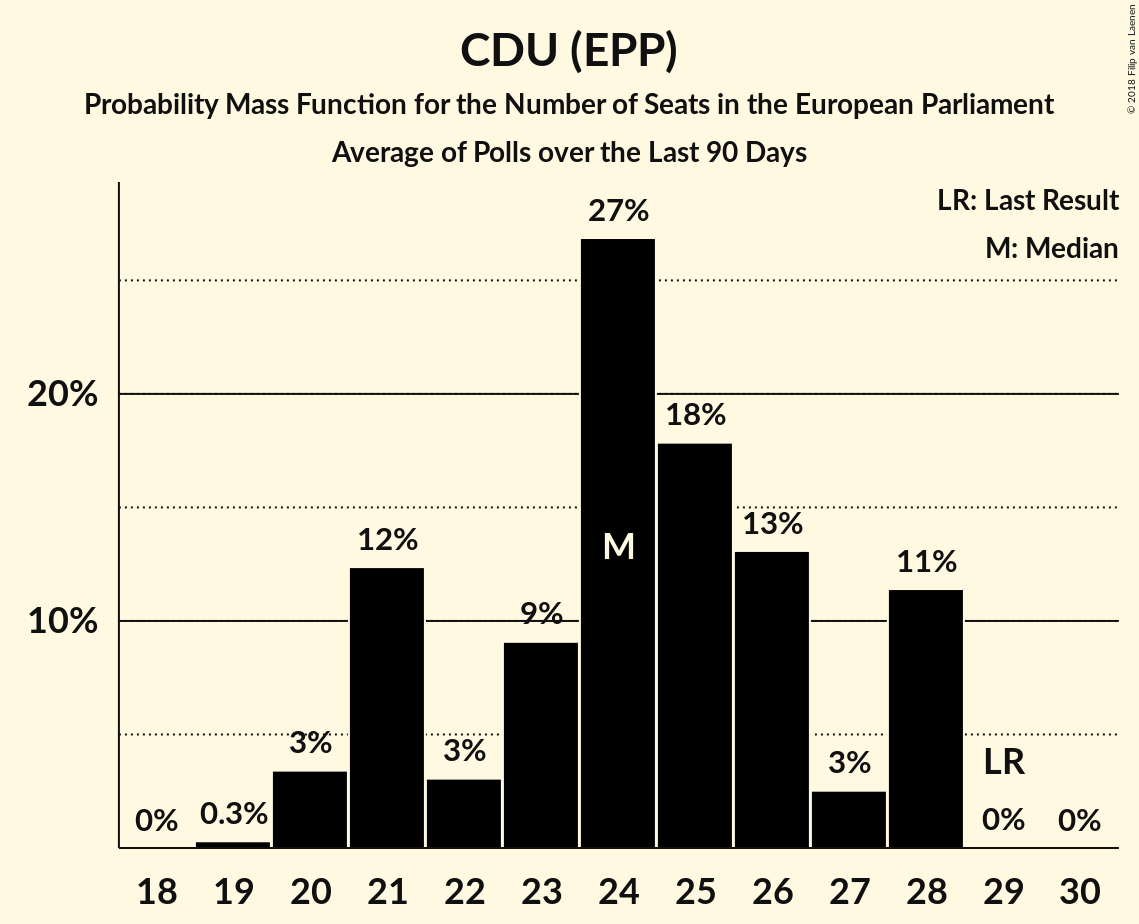 CDU (EPP)
Probability Mass Function for the Number of Seats in the European Parliament
Average of Polls over the Last 90 Days
© 2018 Filip van Laenen
LR: Last Result
M: Median
20%
10%
0%
0.3%
3%
12%
3%
9%
27%
M
18%
13%
3%
11%
LR
0%
0%
18 19 20 21 22 23 24 25 26 27 28 29 30